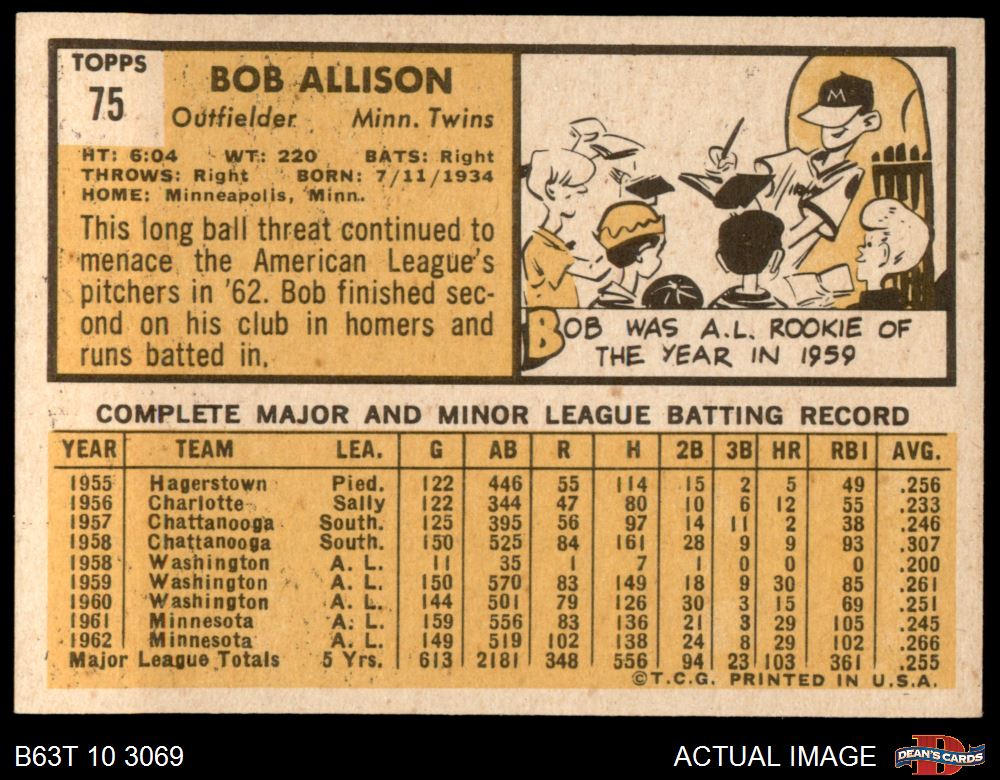 TOPPS
75
BOB ALLISON
Outfielder Minn. Twins
HT: 6:04 WT: 220 BATS: Right
THROWS: Right BORN: 7/11/1934
HOME: Minneapolis, Minn.
This long ball threat continued to
menace the American League's
pitchers in '62. Bob finished sec-
ond on his club in homers and
runs batted in.
M
BOB WAS A.L. ROOKIE OF
THE YEAR IN 1959
COMPLETE MAJOR AND MINOR LEAGUE BATTING RECORD
YEAR TEAM LEA. G AB R H 2B 3B HR RBI AVG.
1955 Hagerstown Pied. 122 446 55 114 15 2 5 49 .256
1956 Charlotte Sally 122 344 47 80 10 6 12 55 .233
1957 Chattanooga South. 125 395 56 97 14 11 2 38 .246
1958 Chattanooga South. 150 525 84 161 28 9 9 93 .307
1958 Washington A. L. 11 35 1 7 1 0 0 0 .200
1959 Washington A. L. 150 570 83 149 18 9 30 85 .261
1960 Washington A. L. 144 501 79 126 30 3 15 69 .251
1961 Minnesota A. L. 159 556 83 136 21 3 29 105 .245
1962 Minnesota A. L. 149 519 102 138 24 8 29 102 .266
Major League Totals 5 Yrs. 613 2181 348 556 94 23 103 361 .255
©T.C.G. PRINTED IN U.S.A.
B63T 10 3069 ACTUAL IMAGE
D
DEAN'S CARDS